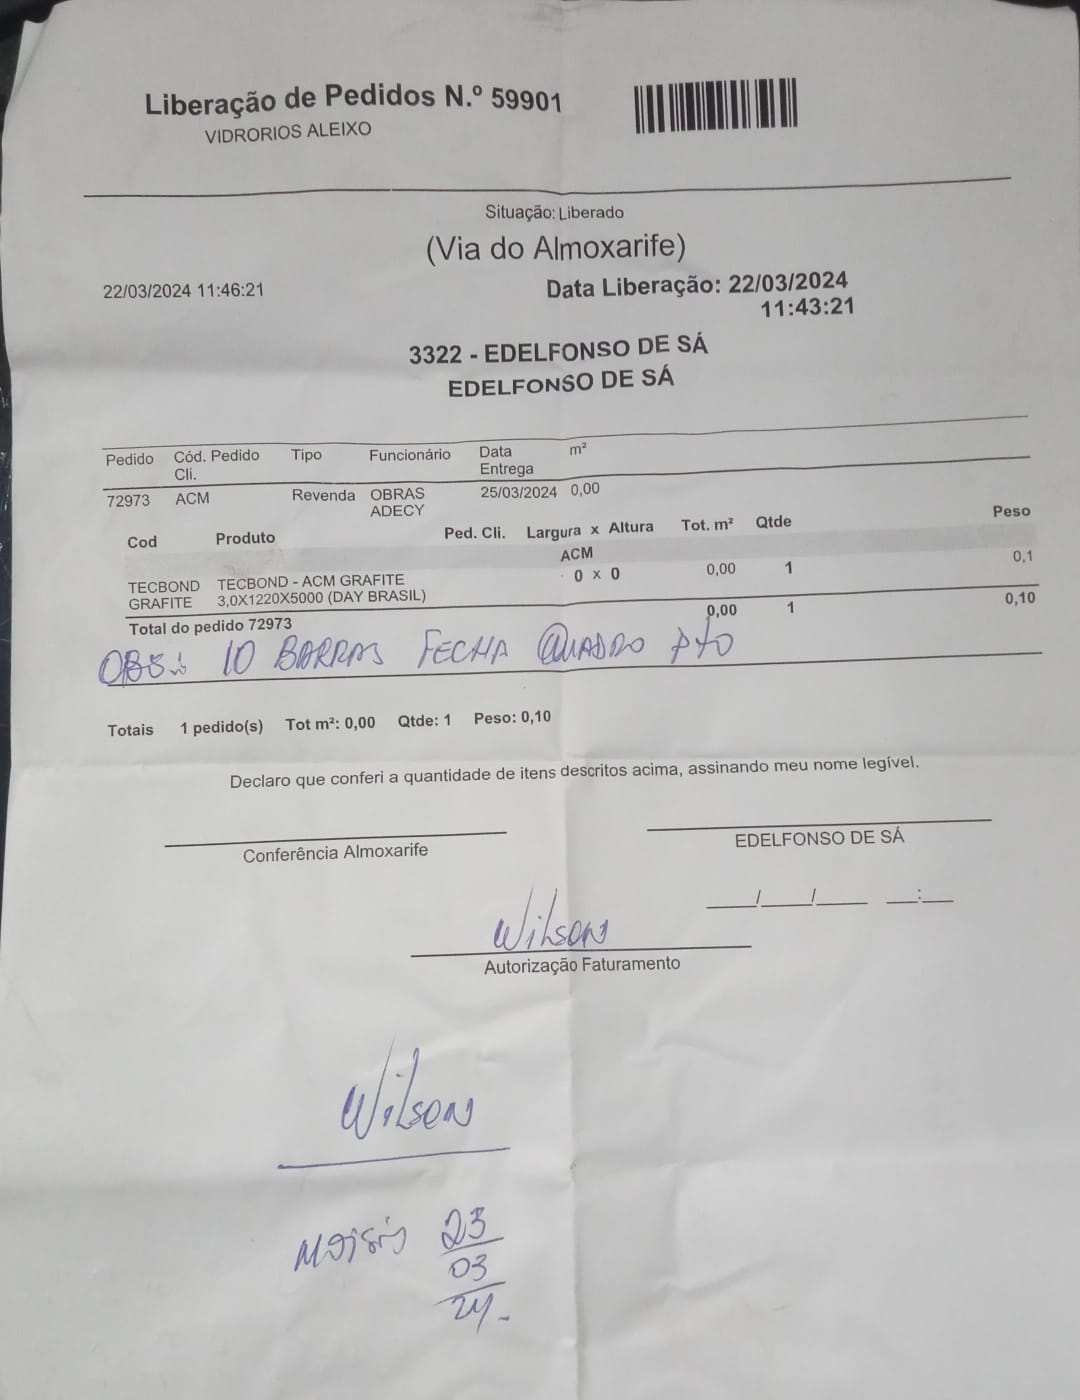 Liberação de Pedidos N.º 59901
VIDRORIOS ALEIXO
Situação: Liberado
(Via do Almoxarife)
22/03/2024 11:46:21
Data Liberação: 22/03/2024
11:43:21
3322 - EDELFONSO DE SÁ
EDELFONSO DE SÁ
Pedido Cód. Pedido Cli. Tipo Funcionário Data Entrega m²
72973 ACM Revenda OBRAS ADECY 25/03/2024 0,00
Cod Produto Ped. Cli. Largura x Altura Tot. m² Qtde Peso
ACM
TECBOND GRAFITE TECBOND - ACM GRAFITE 3,0X1220X5000 (DAY BRASIL) 0 x 0 0,00 1 0,1
Total do pedido 72973 0,00 1 0,10
OBS: 10 BARRAS FECHA QUADRO PTO
Totais 1 pedido(s) Tot m²: 0,00 Qtde: 1 Peso: 0,10
Declaro que conferi a quantidade de itens descritos acima, assinando meu nome legível.
Conferência Almoxarife
EDELFONSO DE SÁ
___/___/___ __:__
Wilson
Autorização Faturamento
Wilson
Moisés 23
03
24